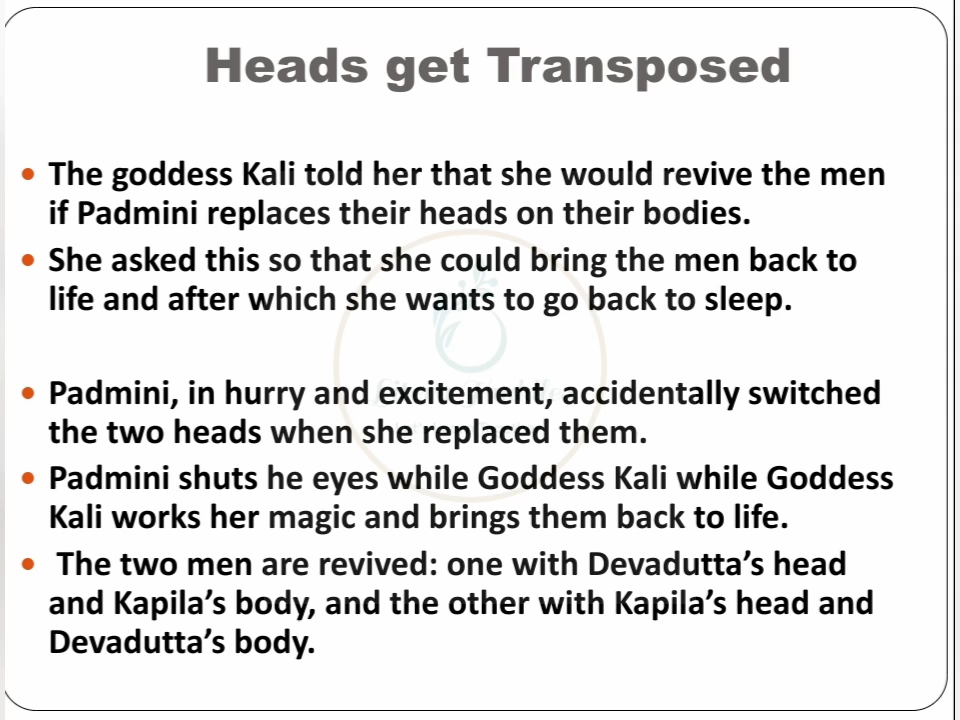 Heads get Transposed
• The goddess Kali told her that she would revive the men
if Padmini replaces their heads on their bodies.
• She asked this so that she could bring the men back to
life and after which she wants to go back to sleep.
• Padmini, in hurry and excitement, accidentally switched
the two heads when she replaced them.
• Padmini shuts he eyes while Goddess Kali while Goddess
Kali works her magic and brings them back to life.
• The two men are revived: one with Devadutta’s head
and Kapila’s body, and the other with Kapila’s head and
Devadutta’s body.